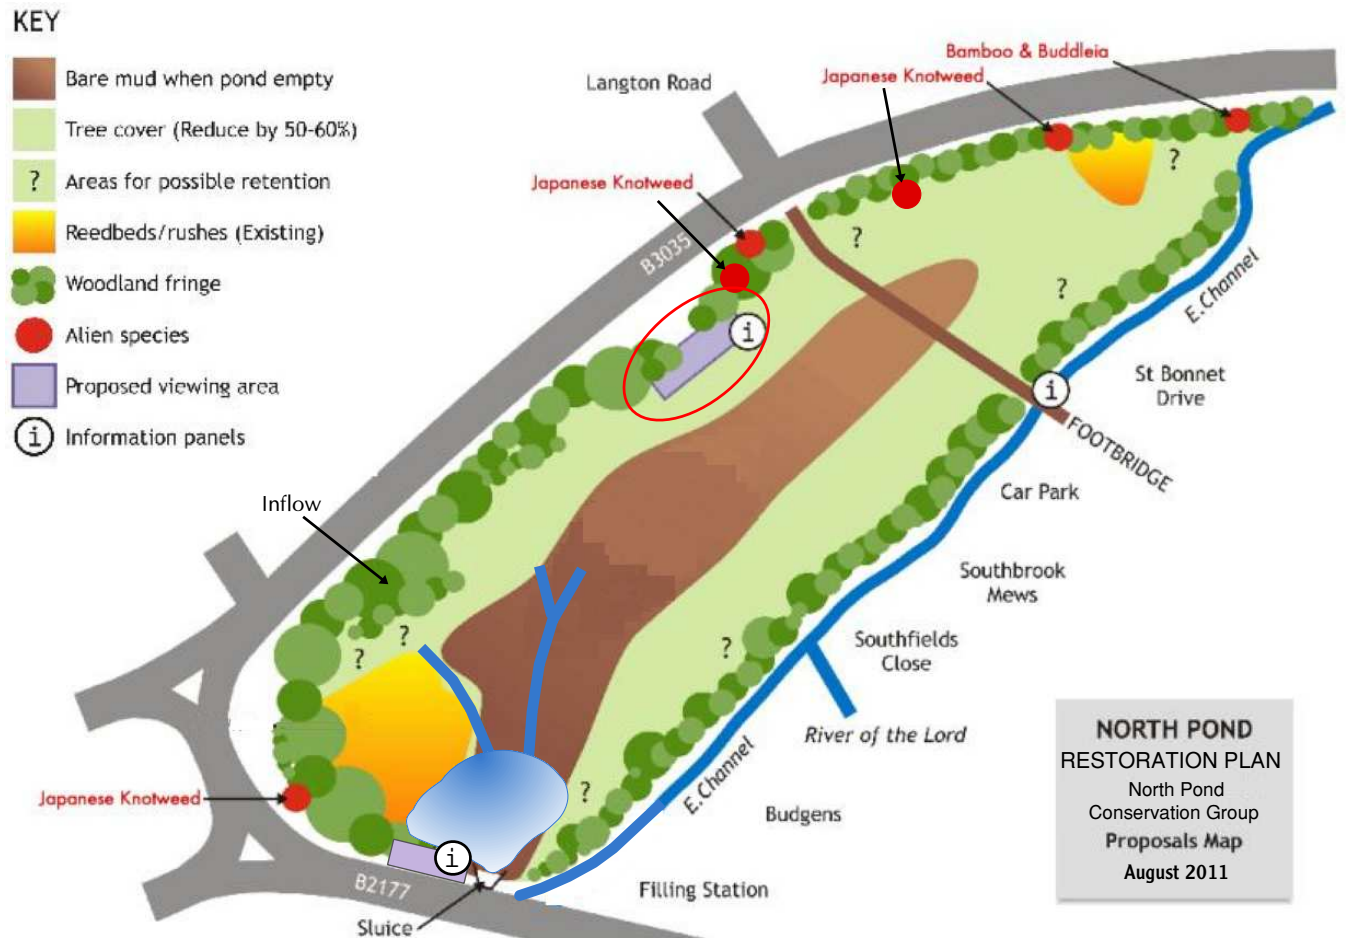 KEY
Bare mud when pond empty
Tree cover (Reduce by 50-60%)
? Areas for possible retention
Reedbeds/rushes (Existing)
Woodland fringe
Alien species
Proposed viewing area
i Information panels
Langton Road
Bamboo & Buddleia
Japanese Knotweed
Japanese Knotweed
B3035
?
?
?
i
E.Channel
St Bonnet
Drive
i
FOOTBRIDGE
Car Park
Inflow
Southbrook
Mews
Southfields
Close
?
?
?
River of the Lord
E.Channel
Japanese Knotweed
?
Budgens
i
B2177
Filling Station
Sluice
NORTH POND
RESTORATION PLAN
North Pond
Conservation Group
Proposals Map
August 2011